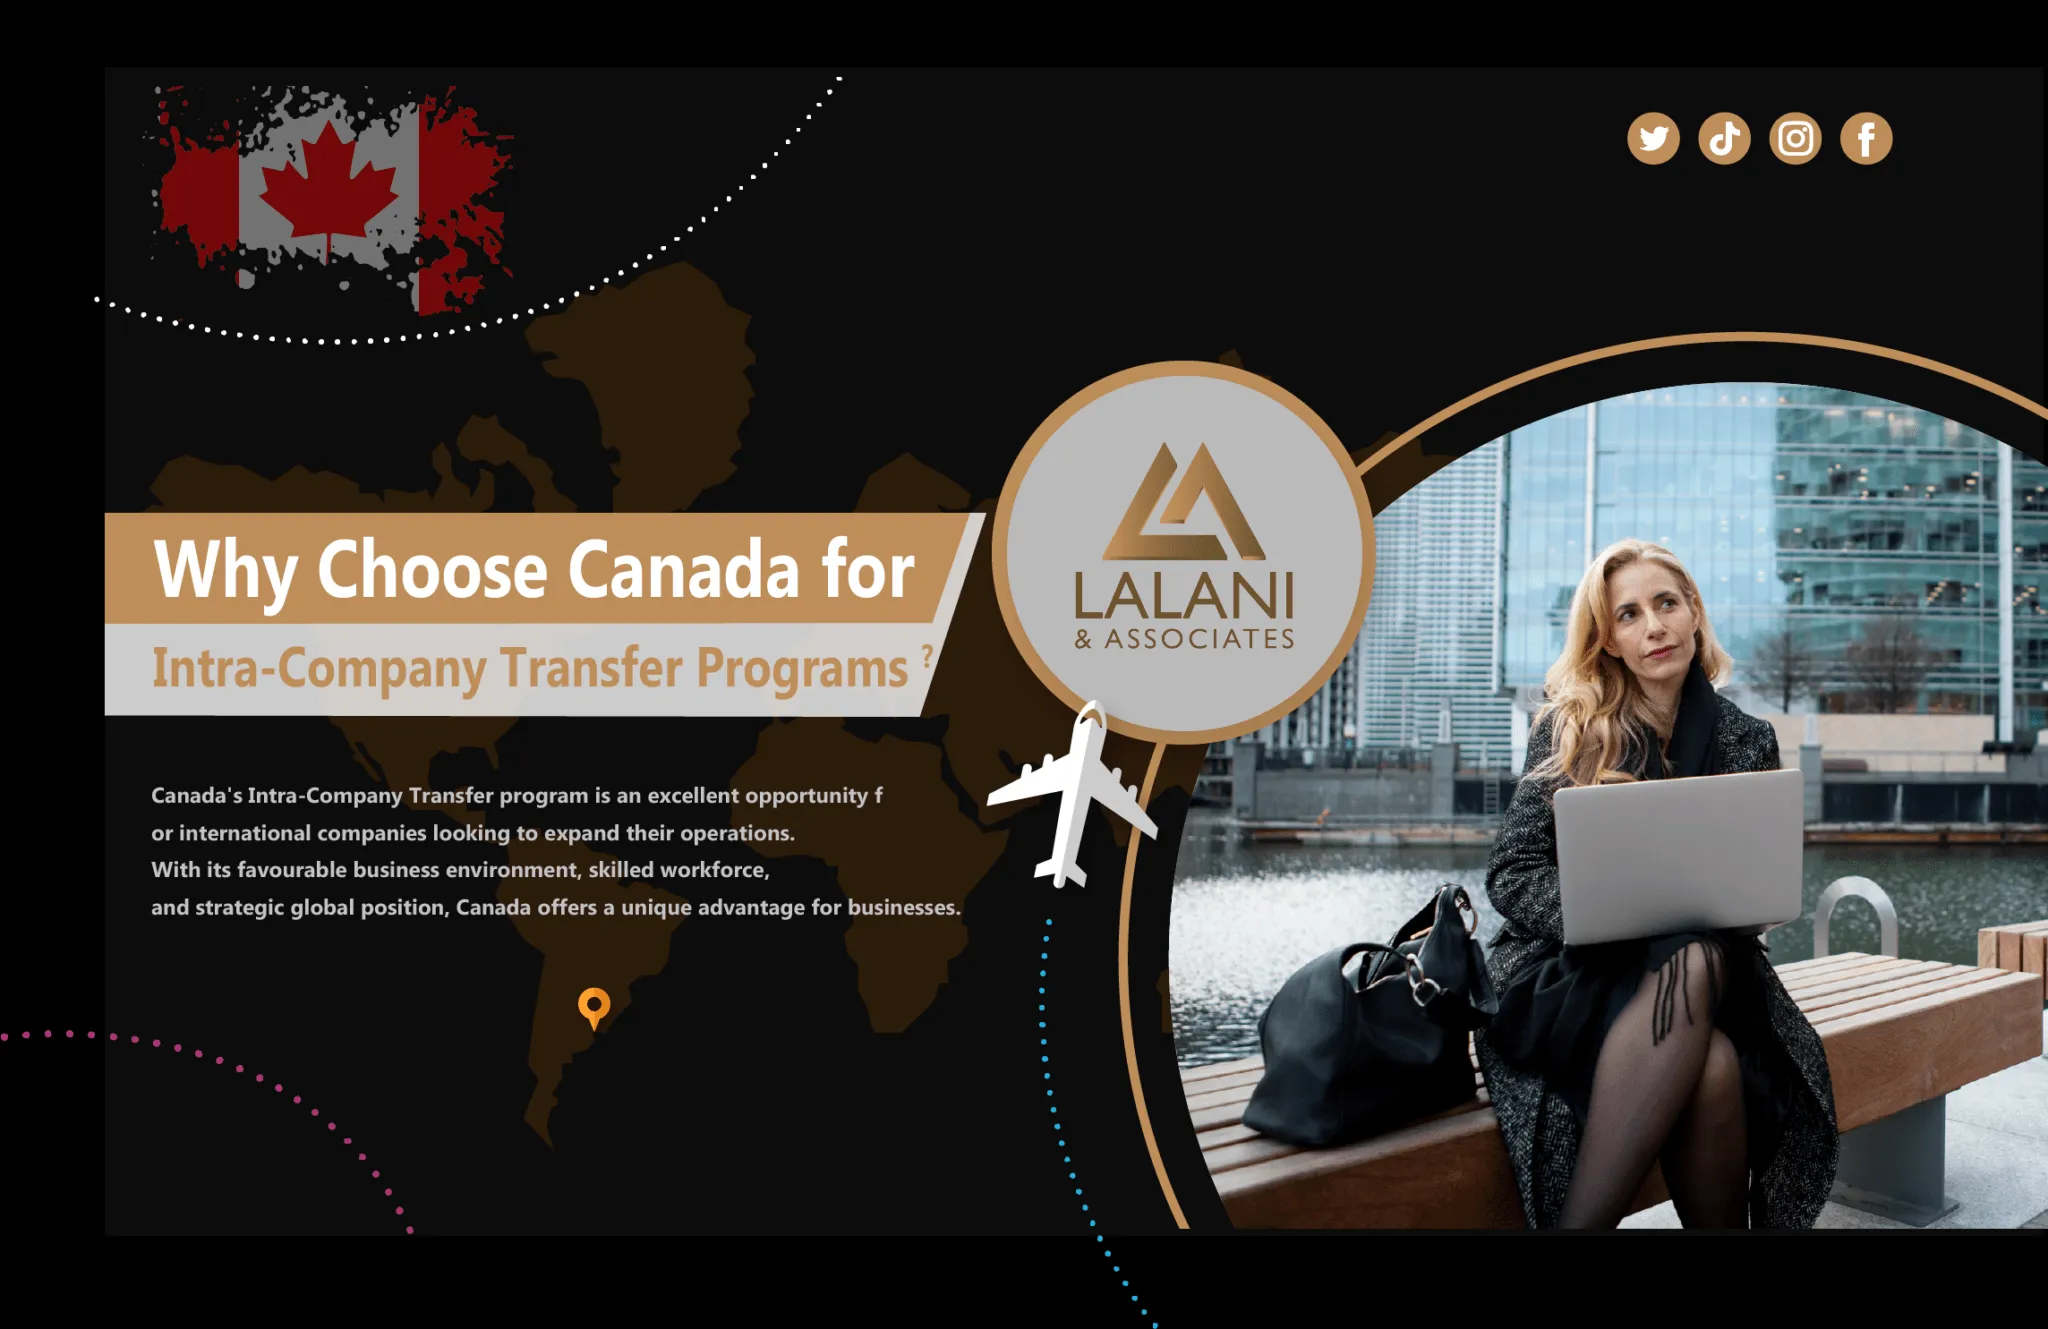 Why Choose Canada for
Intra-Company Transfer Programs ?
LALANI
& ASSOCIATES
Canada's Intra-Company Transfer program is an excellent opportunity f
or international companies looking to expand their operations.
With its favourable business environment, skilled workforce,
and strategic global position, Canada offers a unique advantage for businesses.